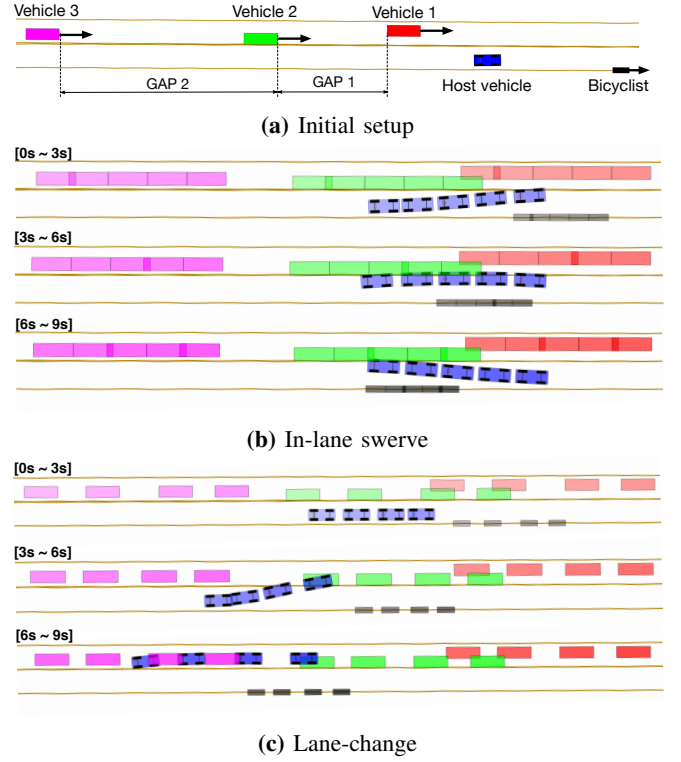 Vehicle 3
Vehicle 2
Vehicle 1
GAP 2
GAP 1
Host vehicle
Bicyclist
(a) Initial setup
[0s ~ 3s]
[3s ~ 6s]
[6s ~ 9s]
(b) In-lane swerve
[0s ~ 3s]
[3s ~ 6s]
[6s ~ 9s]
(c) Lane-change